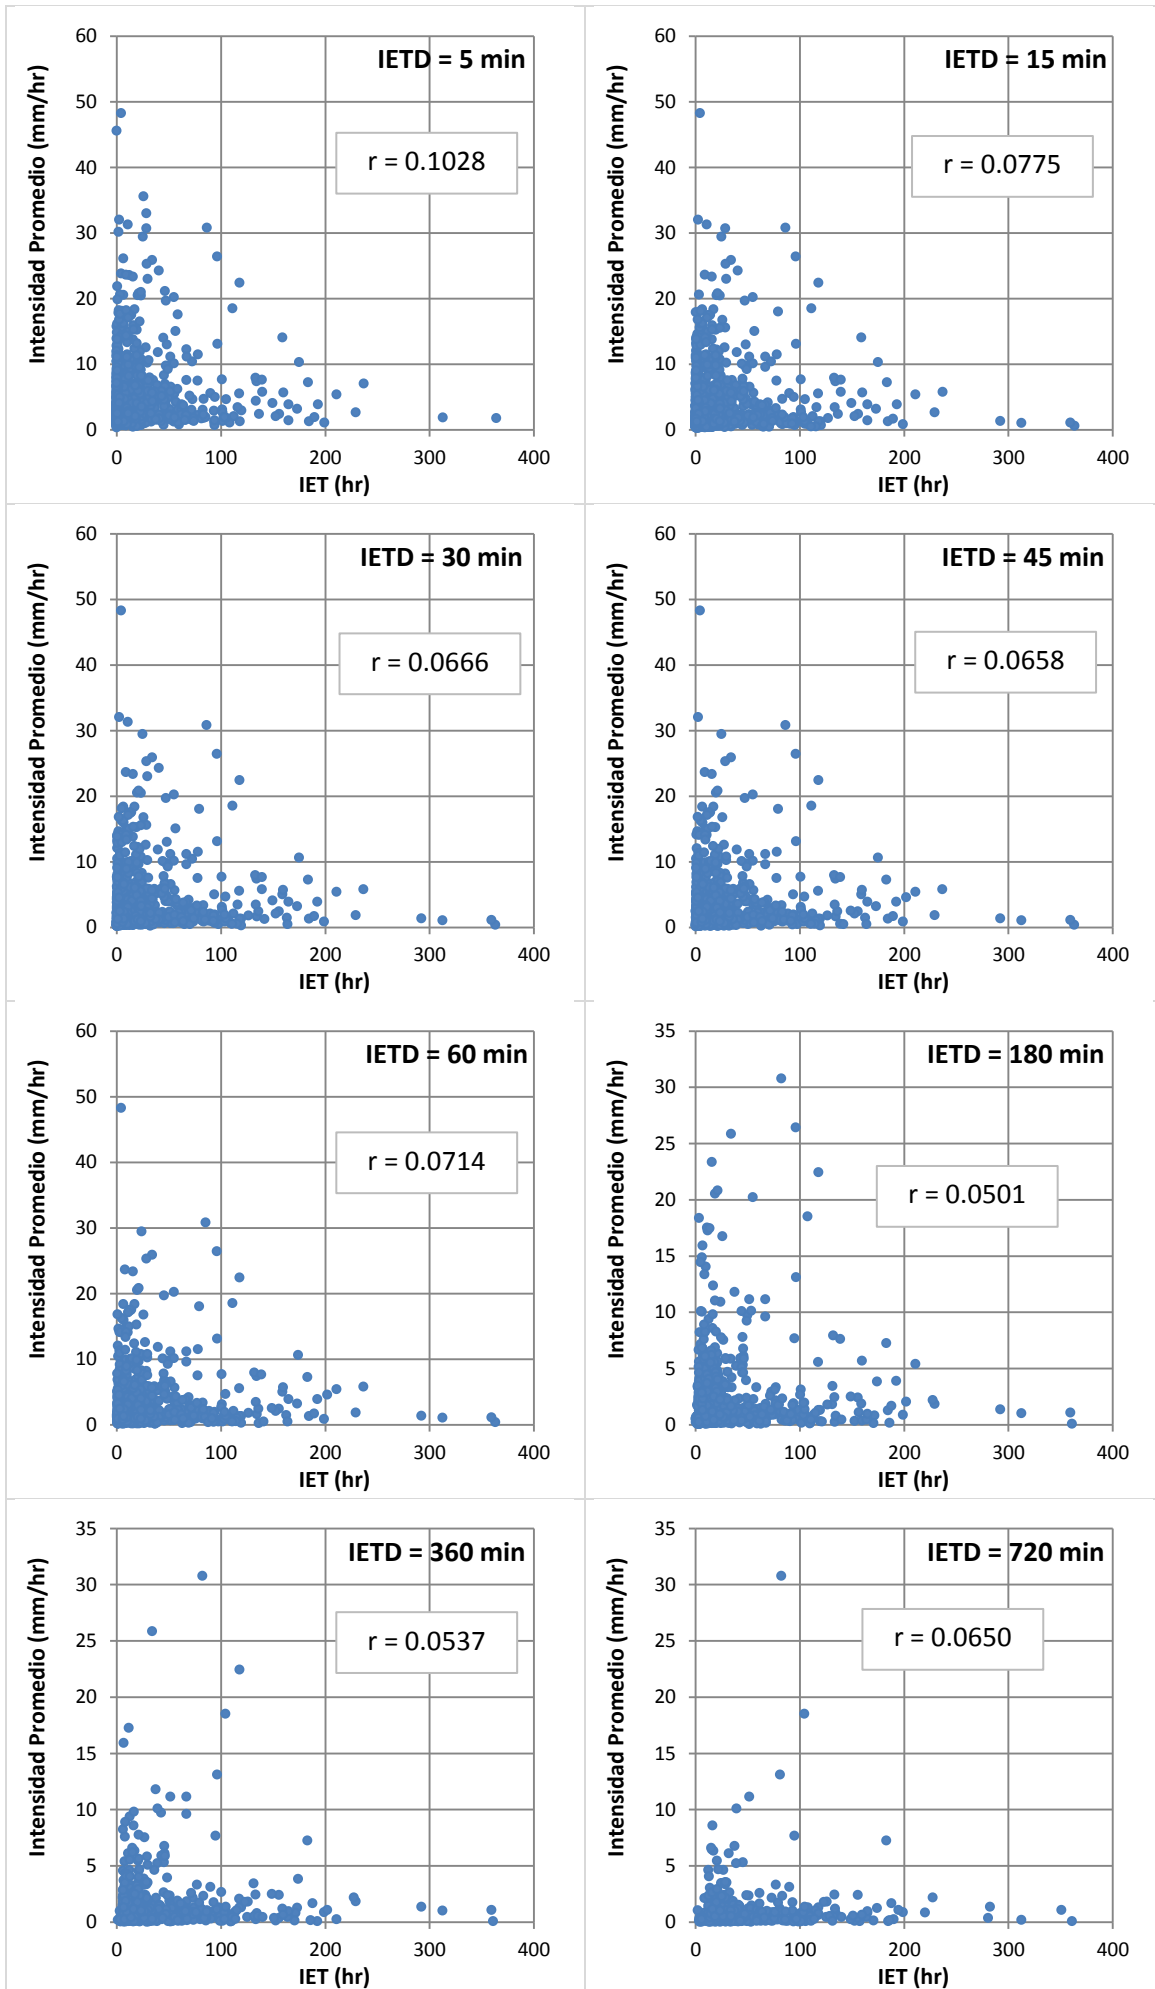 IETD = 5 min
r = 0.1028
Intensidad Promedio (mm/hr)
60
50
40
30
20
10
0
0 100 200 300 400
IET (hr)
IETD = 15 min
r = 0.0775
Intensidad Promedio (mm/hr)
60
50
40
30
20
10
0
0 100 200 300 400
IET (hr)
IETD = 30 min
r = 0.0666
Intensidad Promedio (mm/hr)
60
50
40
30
20
10
0
0 100 200 300 400
IET (hr)
IETD = 45 min
r = 0.0658
Intensidad Promedio (mm/hr)
60
50
40
30
20
10
0
0 100 200 300 400
IET (hr)
IETD = 60 min
r = 0.0714
Intensidad Promedio (mm/hr)
60
50
40
30
20
10
0
0 100 200 300 400
IET (hr)
IETD = 180 min
r = 0.0501
Intensidad Promedio (mm/hr)
35
30
25
20
15
10
5
0
0 100 200 300 400
IET (hr)
IETD = 360 min
r = 0.0537
Intensidad Promedio (mm/hr)
35
30
25
20
15
10
5
0
0 100 200 300 400
IET (hr)
IETD = 720 min
r = 0.0650
Intensidad Promedio (mm/hr)
35
30
25
20
15
10
5
0
0 100 200 300 400
IET (hr)